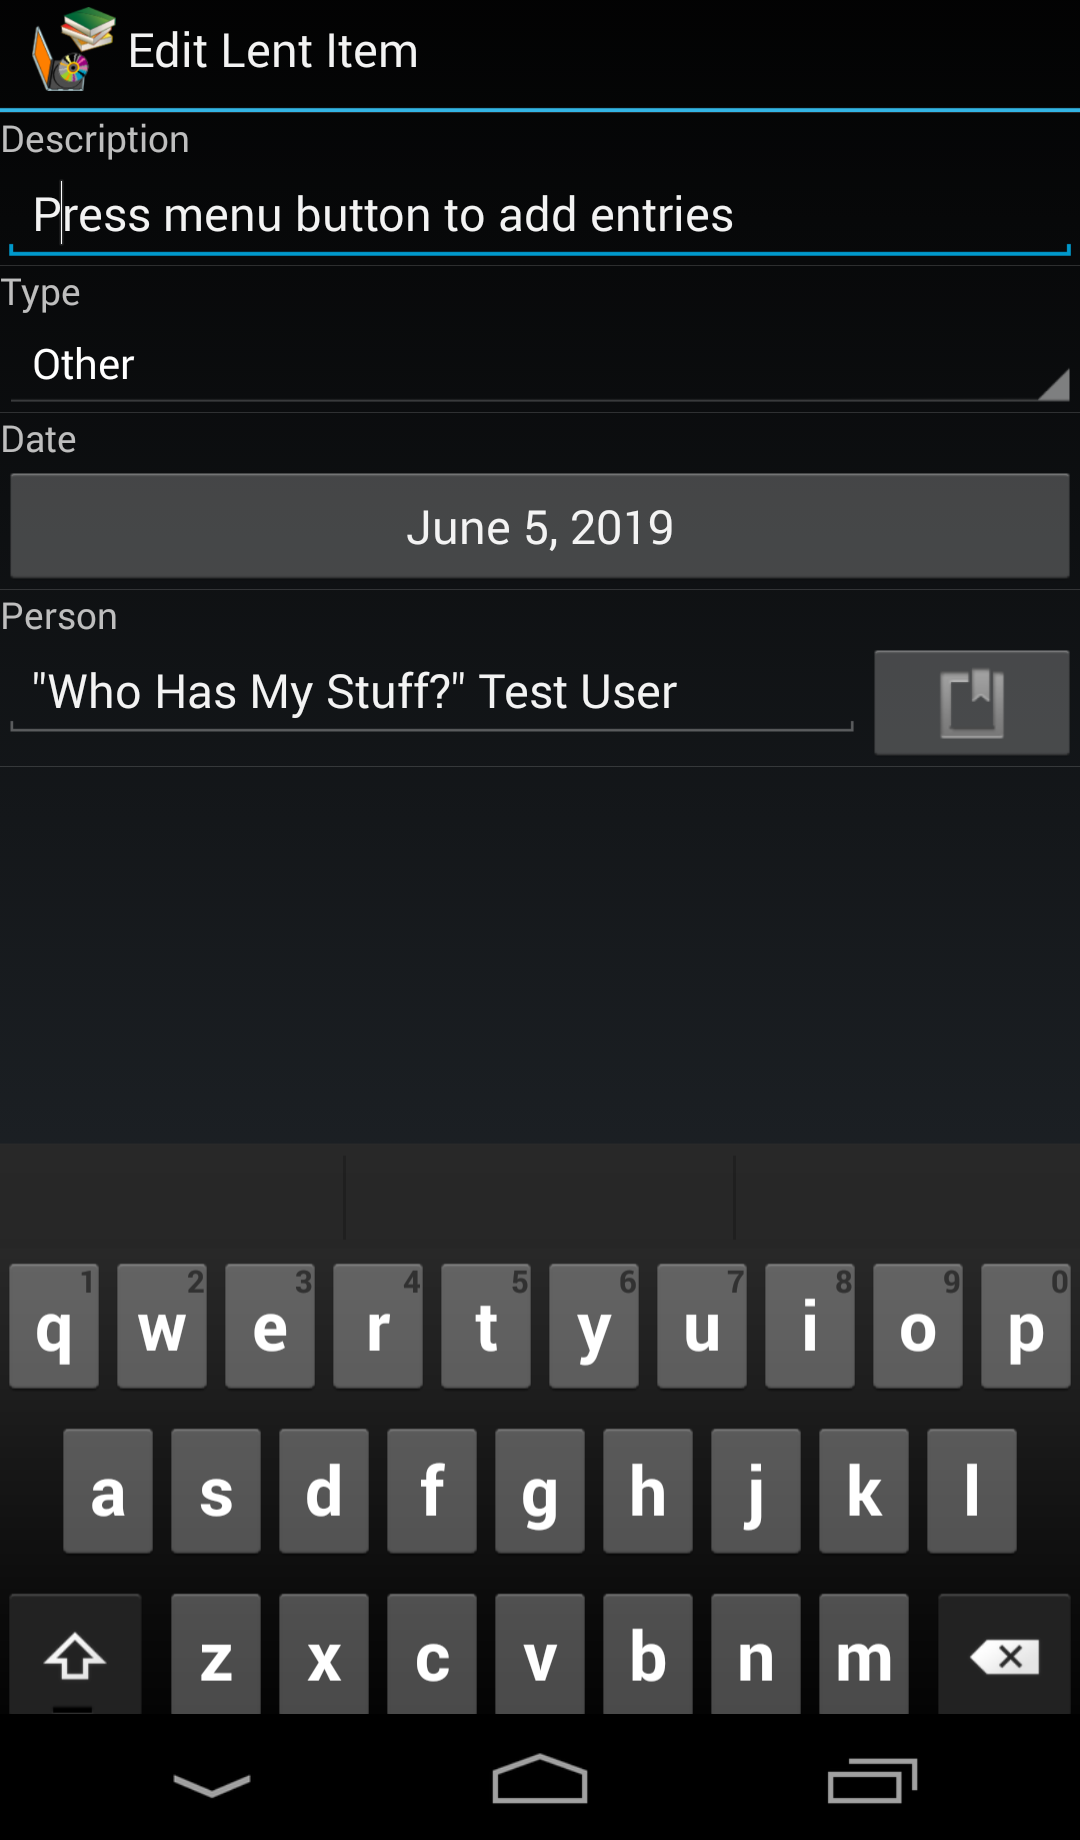 Edit Lent Item
Description
Press menu button to add entries
Type
Other
Date
June 5, 2019
Person
"Who Has My Stuff?" Test User
1 2 3 4 5 6 7 8 9 0
q w e r t y u i o p
a s d f g h j k l
z x c v b n m